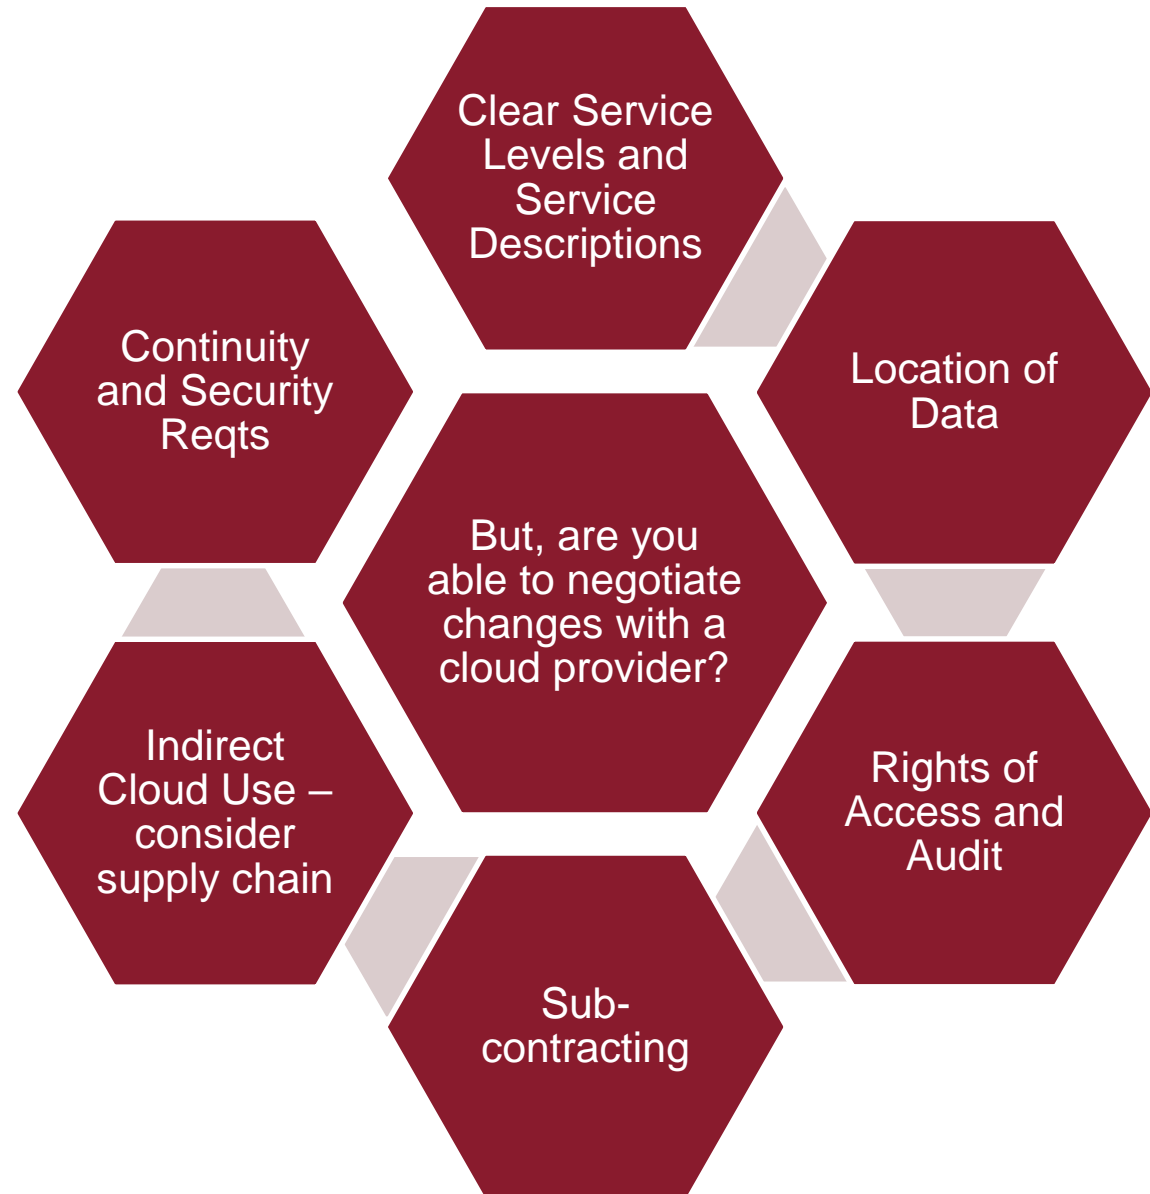 Clear Service
Levels and
Service
Descriptions
Location of
Data
Rights of
Access and
Audit
Sub-
contracting
Indirect
Cloud Use –
consider
supply chain
Continuity
and Security
Reqts
But, are you
able to negotiate
changes with a
cloud provider?